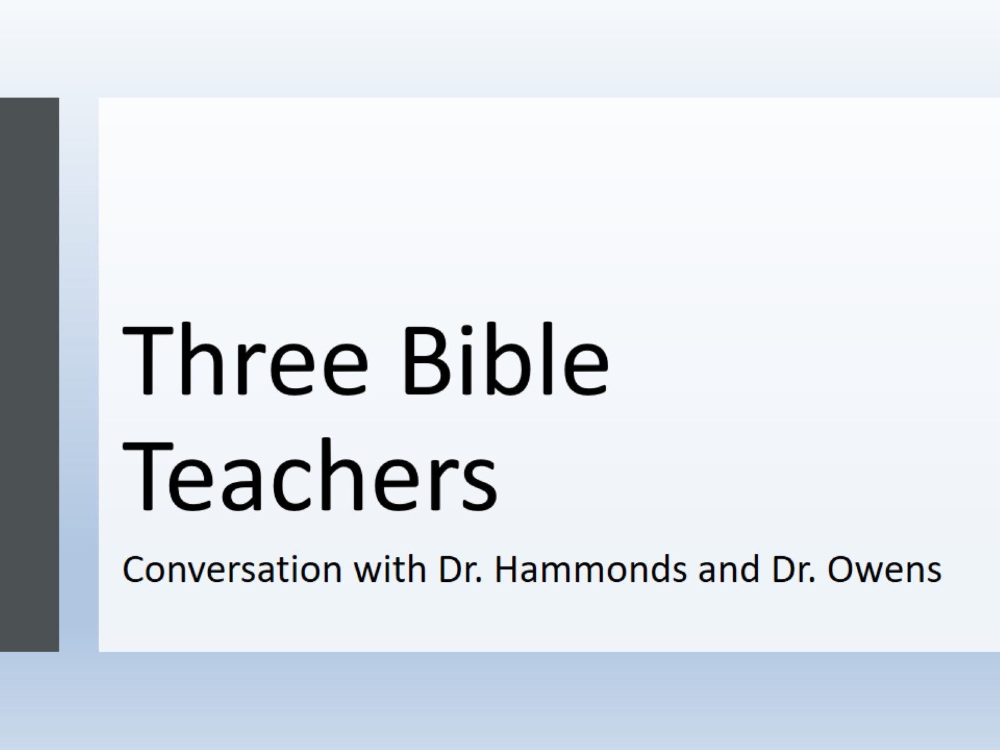 Three Bible
Teachers
Conversation with Dr. Hammonds and Dr. Owens